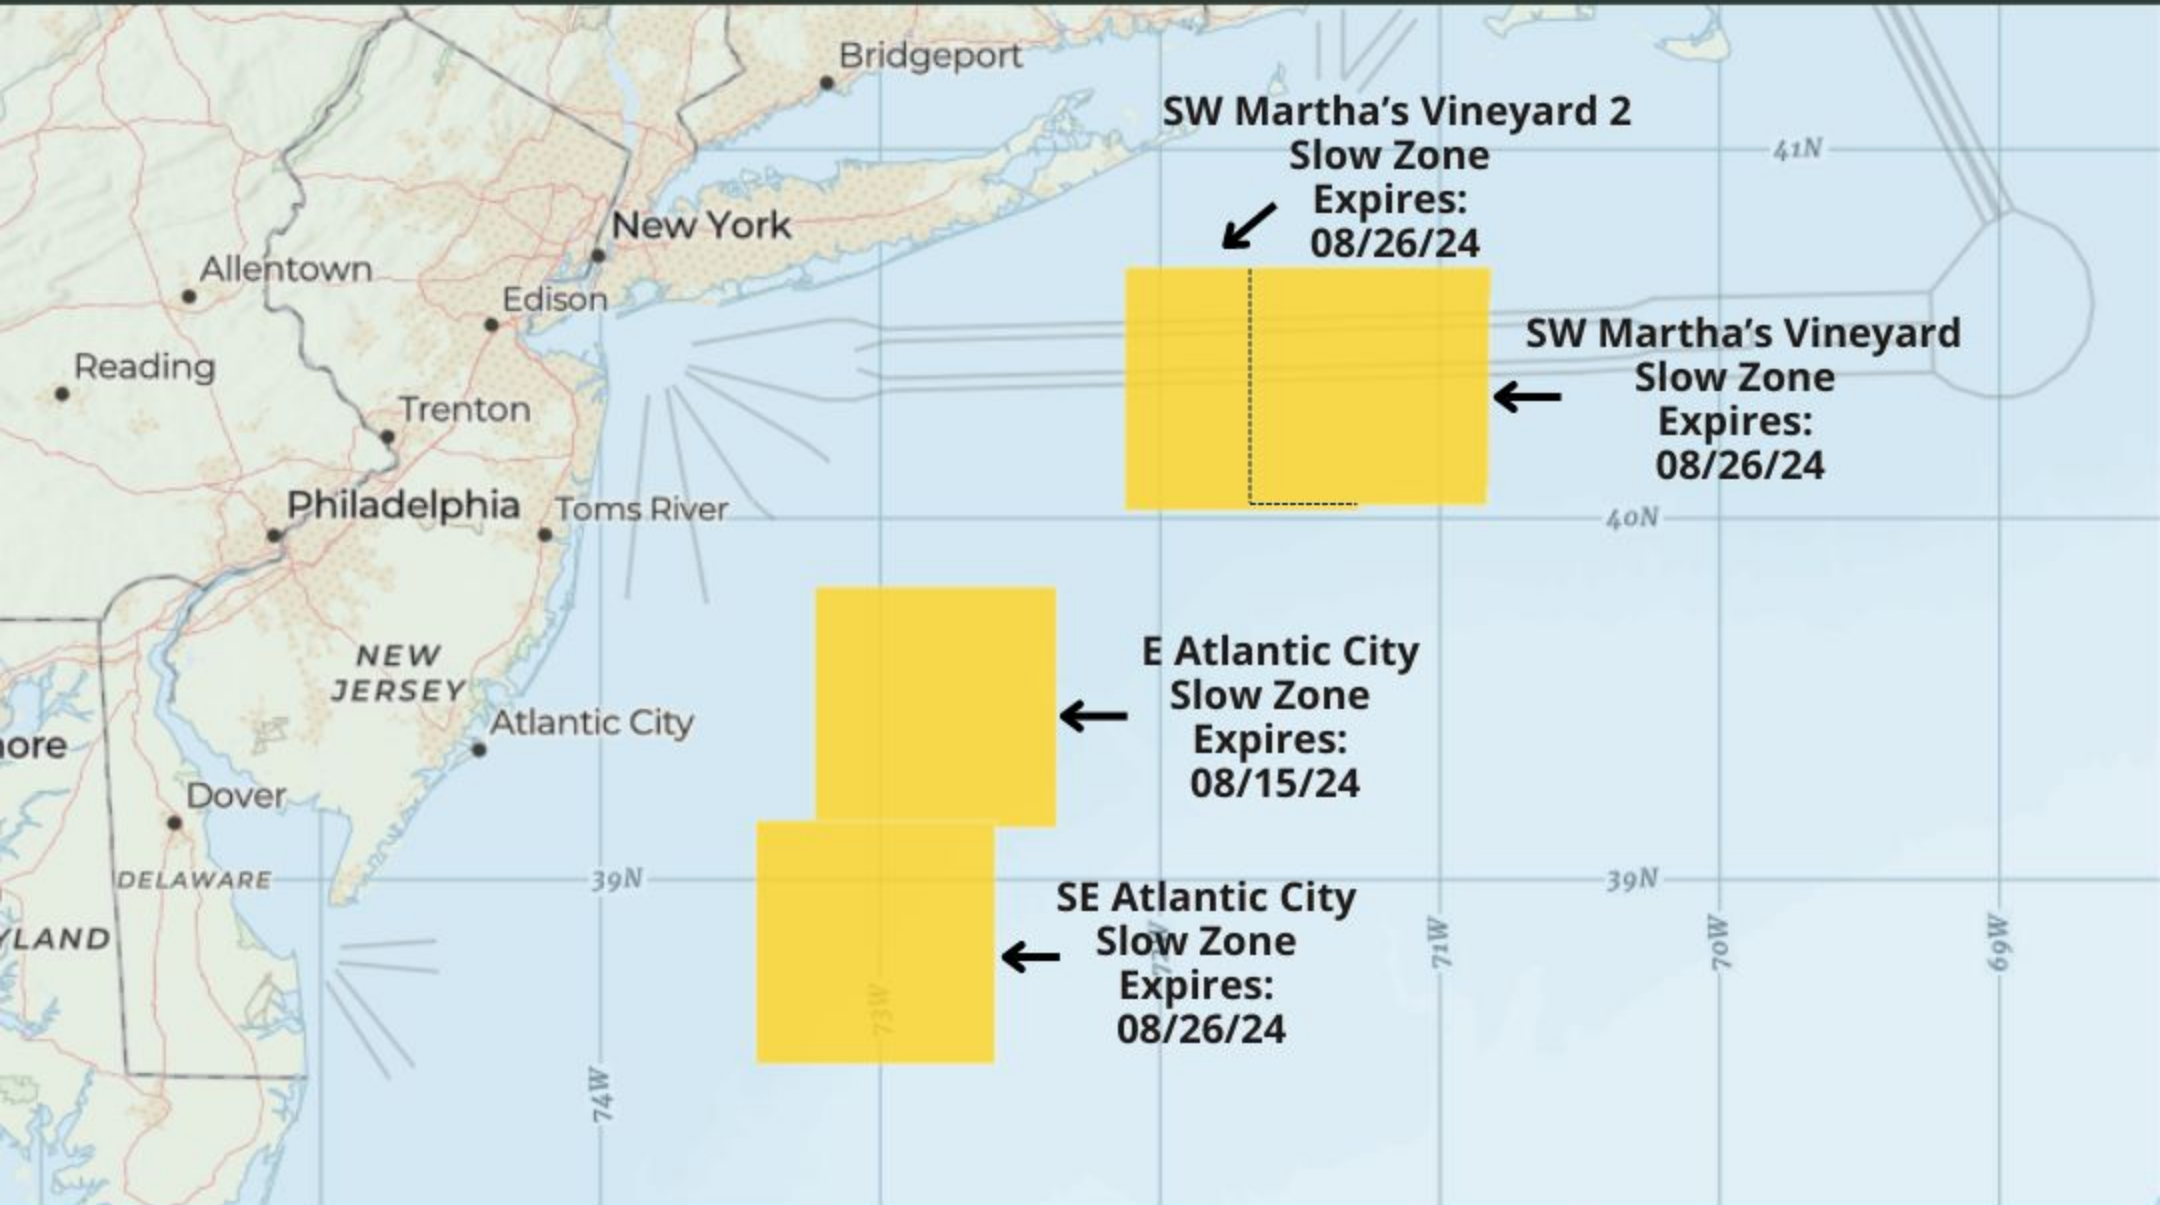 Bridgeport
SW Martha's Vineyard 2
Slow Zone
Expires:
08/26/24
41N
New York
Allentown
Edison
SW Martha's Vineyard
Slow Zone
Expires:
08/26/24
Reading
Trenton
Philadelphia
Toms River
40N
NEW
JERSEY
E Atlantic City
Slow Zone
Expires:
08/15/24
Atlantic City
ore
Dover
DELAWARE
39N
39N
YLAND
SE Atlantic City
Slow Zone
Expires:
08/26/24
74W
73W
72W
71W
70W
69W